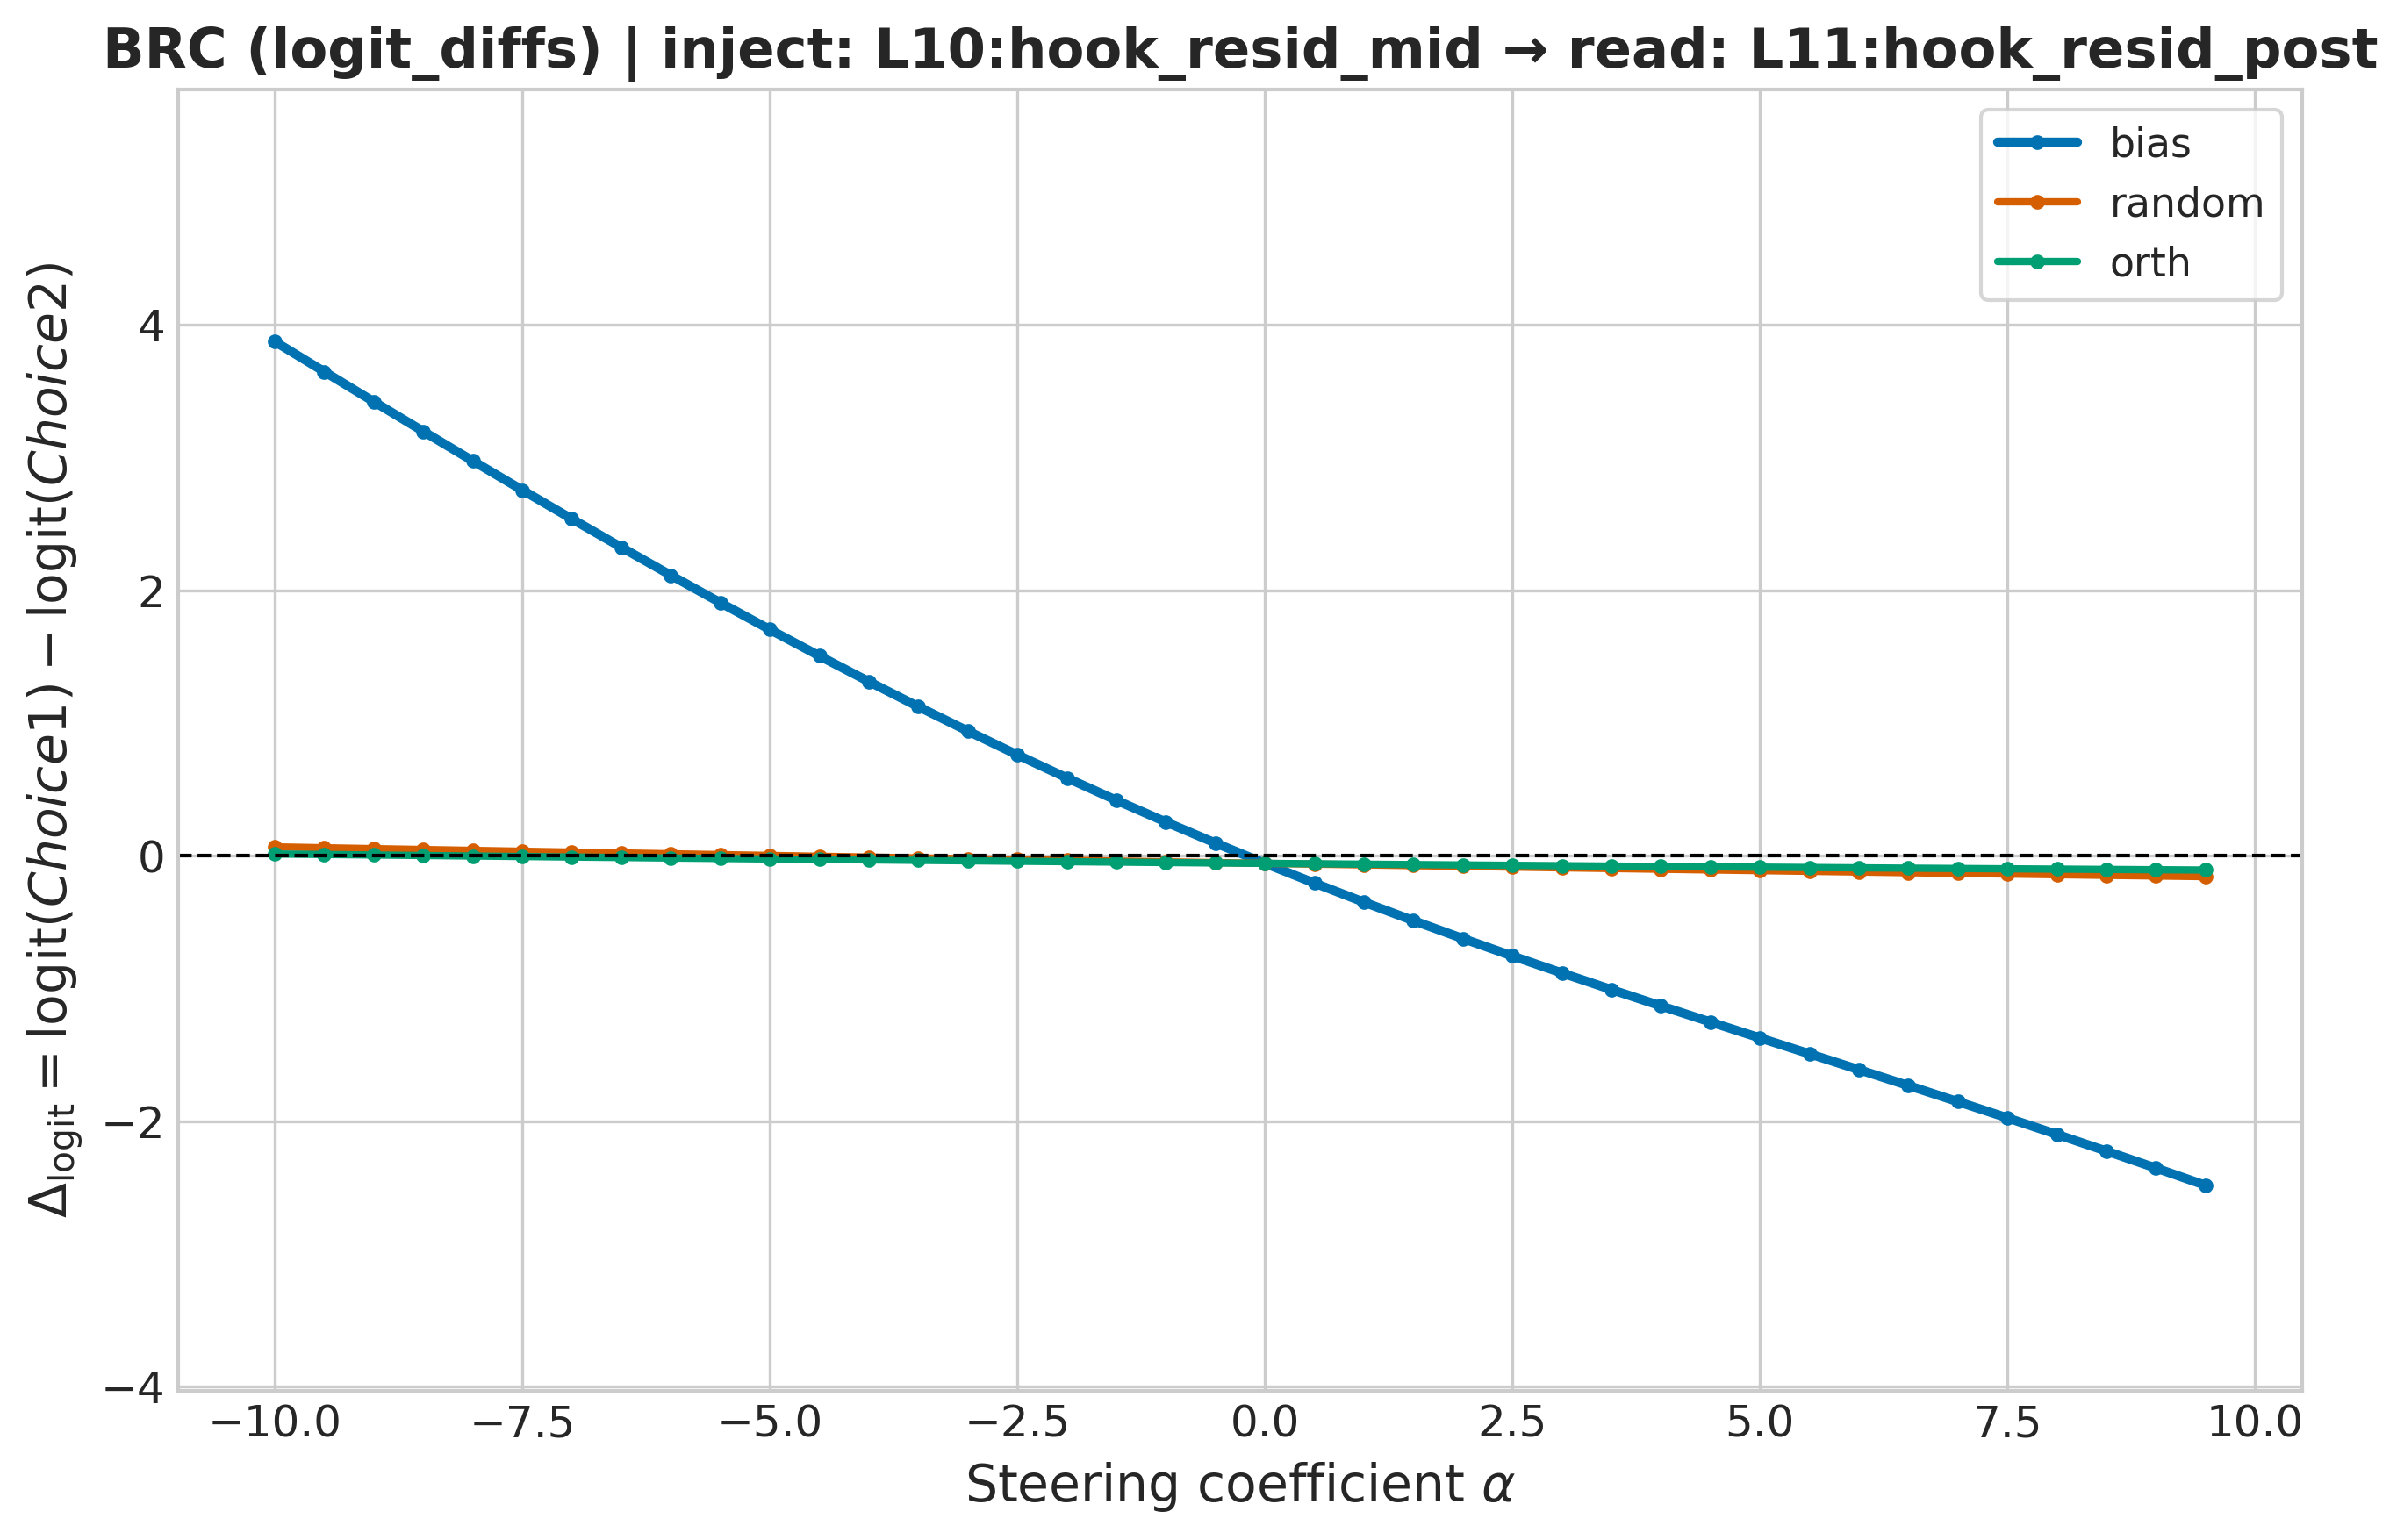 BRC (logit_diffs) | inject: L10:hook_resid_mid → read: L11:hook_resid_post
bias
random
orth
Δlogit = logit(Choice1) − logit(Choice2)
4
2
0
−2
−4
−10.0 −7.5 −5.0 −2.5 0.0 2.5 5.0 7.5 10.0
Steering coefficient α